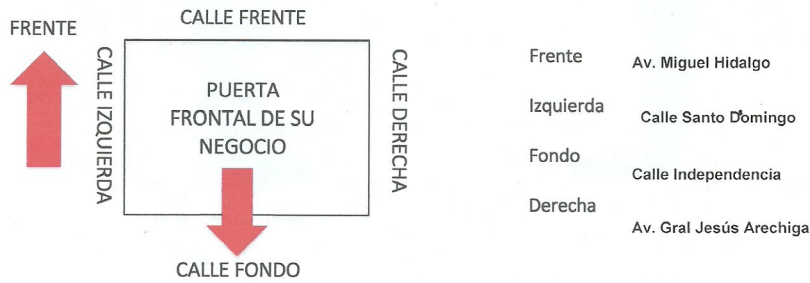 CALLE FRENTE
FRENTE
CALLE IZQUIERDA
PUERTA
FRONTAL DE SU
NEGOCIO
CALLE DERECHA
CALLE FONDO
Frente Av. Miguel Hidalgo
Izquierda Calle Santo Domingo
Fondo Calle Independencia
Derecha Av. Gral Jesús Arechiga